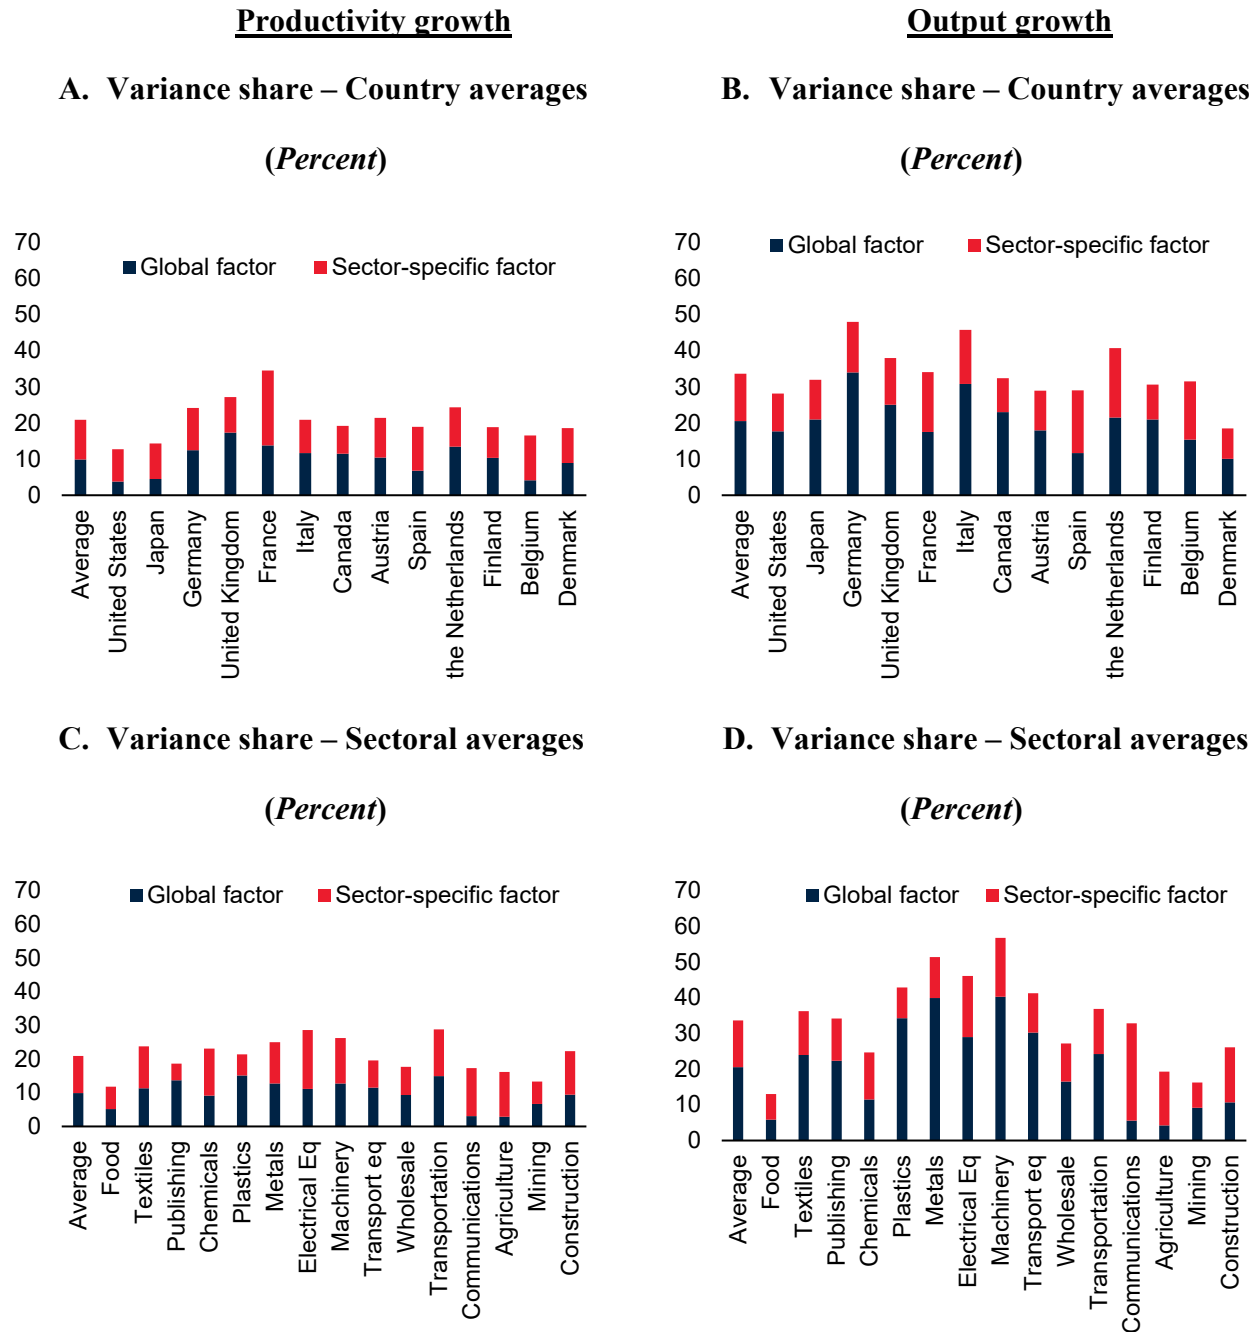 Productivity growth
Output growth
A. Variance share – Country averages
(Percent)
B. Variance share – Country averages
(Percent)
70
60
50
40
30
20
10
0
Global factor
Sector-specific factor
Average
United States
Japan
Germany
United Kingdom
France
Italy
Canada
Austria
Spain
the Netherlands
Finland
Belgium
Denmark
70
60
50
40
30
20
10
0
Global factor
Sector-specific factor
Average
United States
Japan
Germany
United Kingdom
France
Italy
Canada
Austria
Spain
the Netherlands
Finland
Belgium
Denmark
C. Variance share – Sectoral averages
(Percent)
D. Variance share – Sectoral averages
(Percent)
70
60
50
40
30
20
10
0
Global factor
Sector-specific factor
Average
Food
Textiles
Publishing
Chemicals
Plastics
Metals
Electrical Eq
Machinery
Transport eq
Wholesale
Transportation
Communications
Agriculture
Mining
Construction
70
60
50
40
30
20
10
0
Global factor
Sector-specific factor
Average
Food
Textiles
Publishing
Chemicals
Plastics
Metals
Electrical Eq
Machinery
Transport eq
Wholesale
Transportation
Communications
Agriculture
Mining
Construction